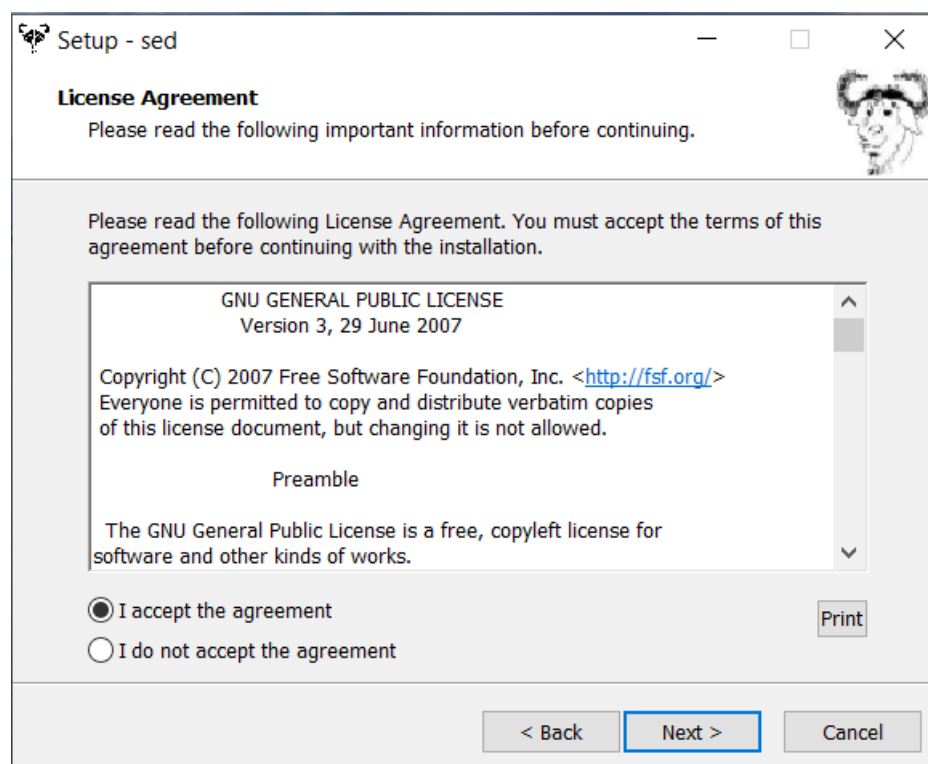 Setup - sed
License Agreement
Please read the following important information before continuing.
Please read the following License Agreement. You must accept the terms of this
agreement before continuing with the installation.
GNU GENERAL PUBLIC LICENSE
Version 3, 29 June 2007
Copyright (C) 2007 Free Software Foundation, Inc. <http://fsf.org/>
Everyone is permitted to copy and distribute verbatim copies
of this license document, but changing it is not allowed.
Preamble
The GNU General Public License is a free, copyleft license for
software and other kinds of works.
I accept the agreement
Print
I do not accept the agreement
< Back Next > Cancel